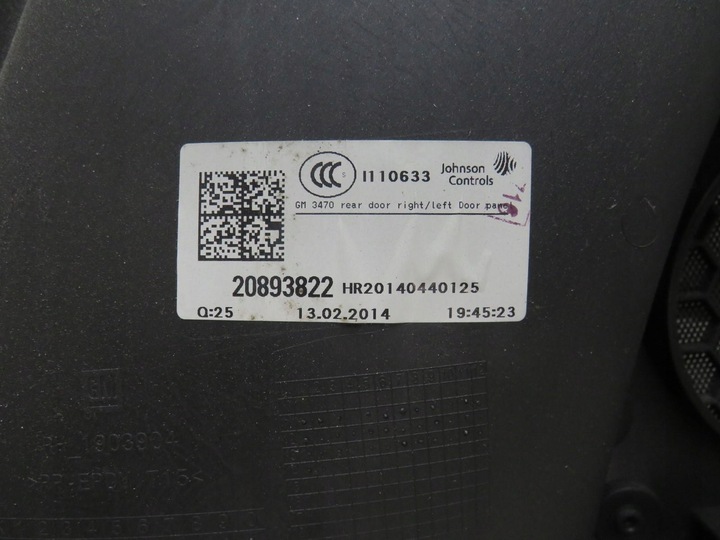 CCC S I110633 Johnson Controls
GM 3470 rear door right/left Door panel
20893822 HR20140440125
Q:25 13.02.2014 19:45:23
GM